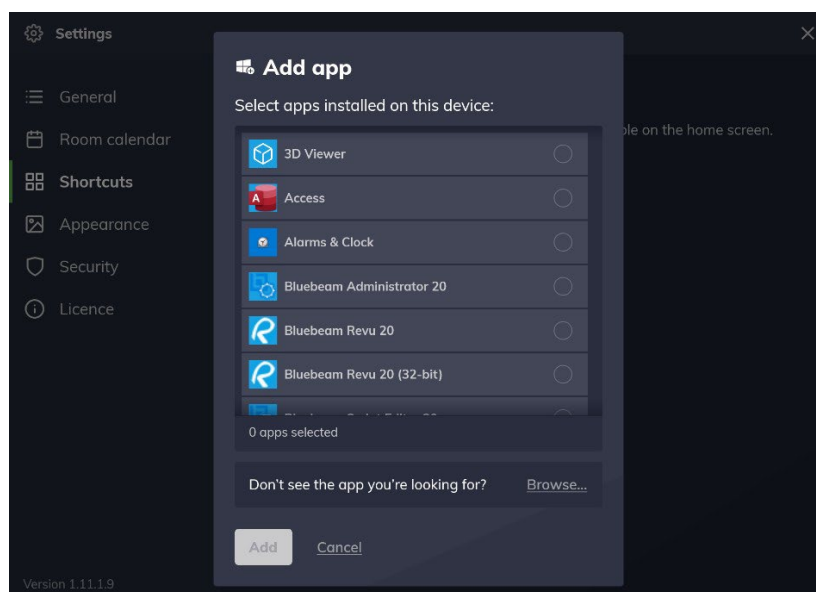 Settings
General
Room calendar
Shortcuts
Appearance
Security
Licence
Version 1.11.1.9
Add app
Select apps installed on this device:
3D Viewer
A
Access
Alarms & Clock
Bluebeam Administrator 20
Bluebeam Revu 20
Bluebeam Revu 20 (32-bit)
0 apps selected
Don't see the app you're looking for? Browse...
Add Cancel
on the home screen.